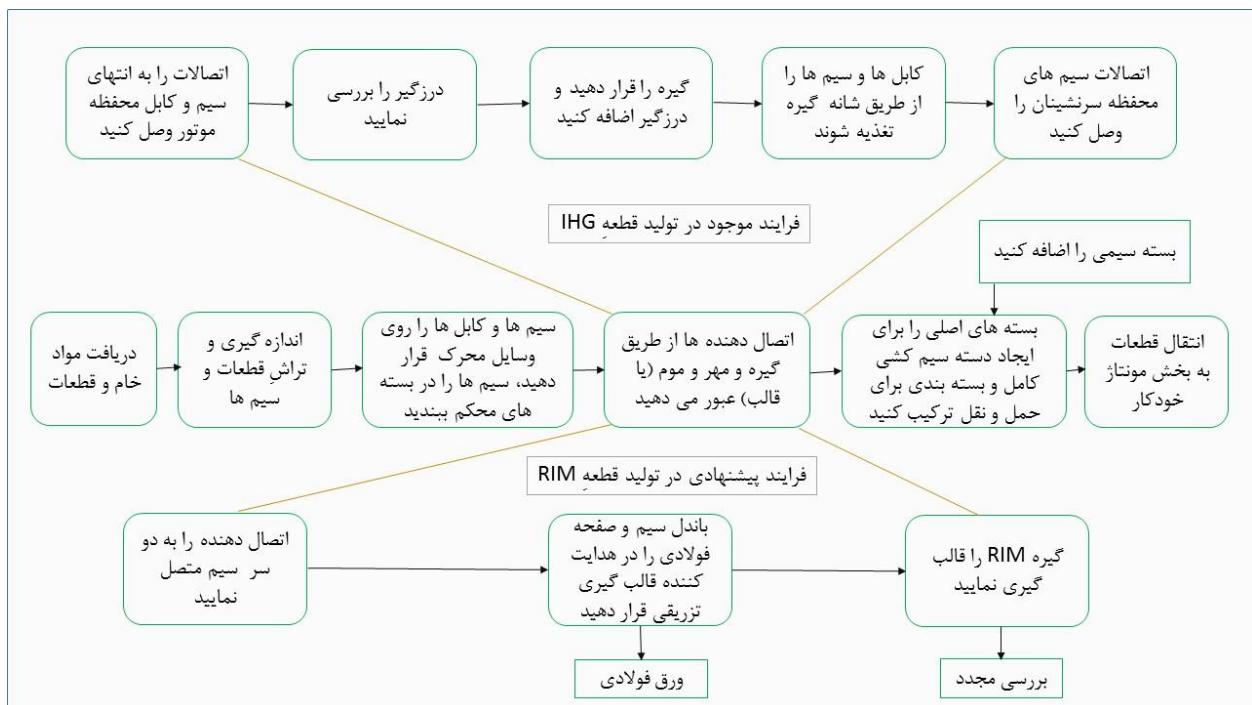 اتصالات را به انتهای
سیم و کابل محفظه
موتور وصل کنید
درزگیر را بررسی
نمایید
گیره را قرار دهید و
درزگیر اضافه کنید
کابل ها و سیم ها را
از طریق شانه گیره
تغذیه شوند
اتصالات سیم های
محفظه سرنشینان را
وصل کنید
فرایند موجود در تولید قطعهِ IHG
بسته سیمی را اضافه کنید
دریافت مواد
خام و قطعات
اندازه گیری و
تراشِ قطعات و
سیم ها
سیم ها و کابل ها را روی
وسایل محرک قرار
دهید، سیم ها را در بسته
های محکم ببندید
اتصال دهنده ها از طریق
گیره و مهر و موم (یا
قالب) عبور می دهید
بسته های اصلی را برای
ایجاد دسته سیم کشی
کامل و بسته بندی برای
حمل و نقل ترکیب کنید
انتقال قطعات
به بخش مونتاژ
خودکار
فرایند پیشنهادی در تولید قطعهِ RIM
اتصال دهنده را به دو
سر سیم متصل
نمایید
باندل سیم و صفحه
فولادی را در هدایت
کننده قالب گیری
تزریقی قرار دهید
گیره RIM را قالب
گیری نمایید
ورق فولادی
بررسی مجدد